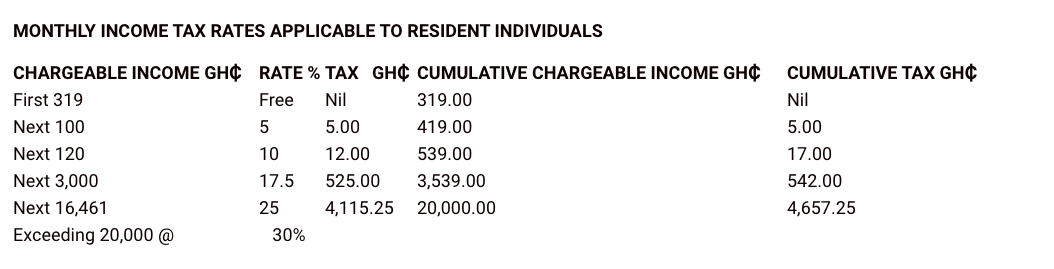 MONTHLY INCOME TAX RATES APPLICABLE TO RESIDENT INDIVIDUALS
CHARGEABLE INCOME GH₵ RATE % TAX GH₵ CUMULATIVE CHARGEABLE INCOME GH₵ CUMULATIVE TAX GH₵
First 319 Free Nil 319.00 Nil
Next 100 5 5.00 419.00 5.00
Next 120 10 12.00 539.00 17.00
Next 3,000 17.5 525.00 3,539.00 542.00
Next 16,461 25 4,115.25 20,000.00 4,657.25
Exceeding 20,000 @ 30%